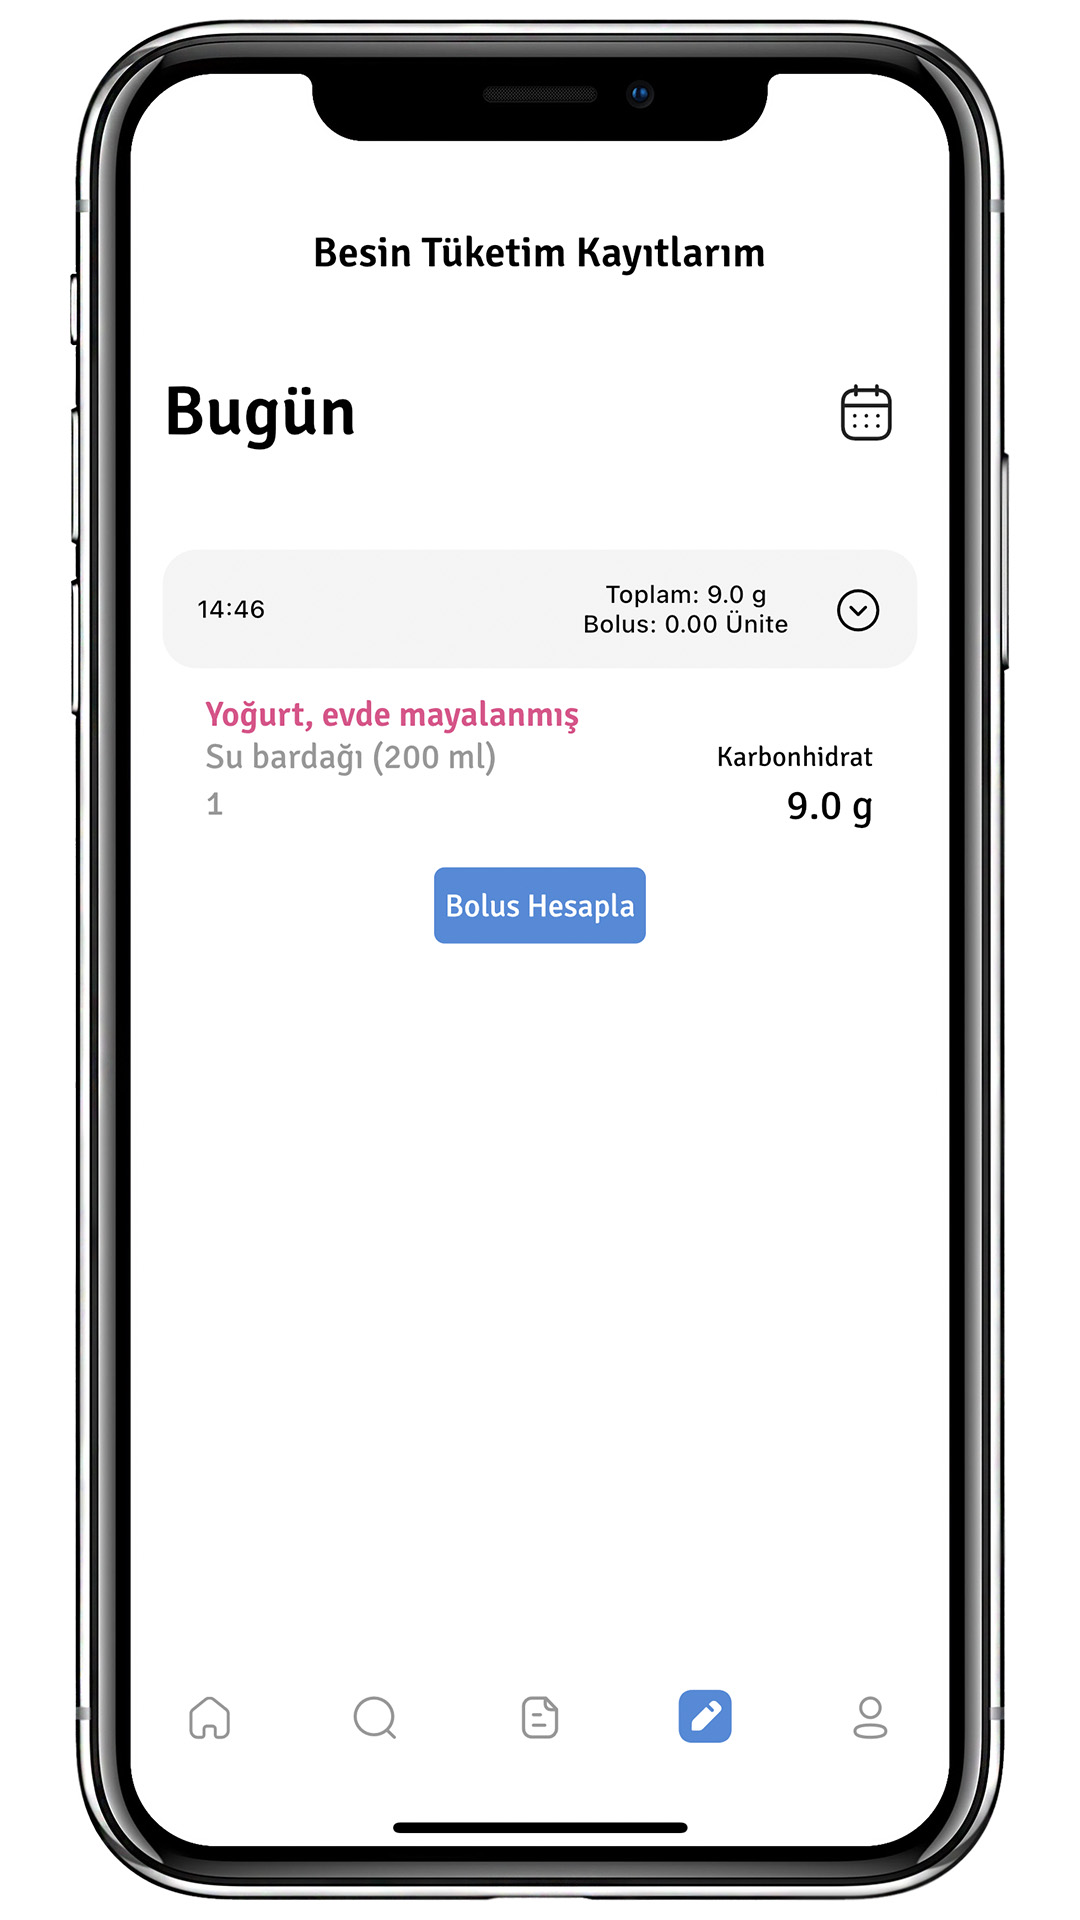 Besin Tüketim Kayıtlarım
Bugün
14:46
Toplam: 9.0 g
Bolus: 0.00 Ünite
Yoğurt, evde mayalanmış
Su bardağı (200 ml)
Karbonhidrat
1
9.0 g
Bolus Hesapla